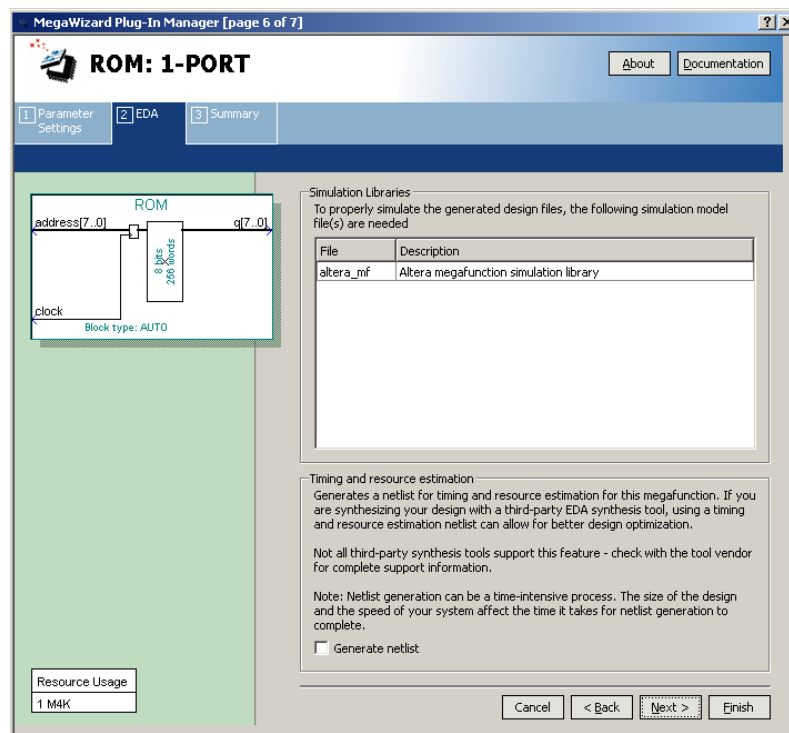 MegaWizard Plug-In Manager [page 6 of 7]
ROM: 1-PORT
About
Documentation
1 Parameter Settings
2 EDA
3 Summary
ROM
address[7..0]
q[7..0]
8 bits
256 words
clock
Block type: AUTO
Simulation Libraries
To properly simulate the generated design files, the following simulation model
file(s) are needed
File Description
altera_mf Altera megafunction simulation library
Timing and resource estimation
Generates a netlist for timing and resource estimation for this megafunction. If you
are synthesizing your design with a third-party EDA synthesis tool, using a timing
and resource estimation netlist can allow for better design optimization.
Not all third-party synthesis tools support this feature - check with the tool vendor
for complete support information.
Note: Netlist generation can be a time-intensive process. The size of the design
and the speed of your system affect the time it takes for netlist generation to
complete.
Generate netlist
Resource Usage
1 M4K
Cancel
< Back
Next >
Finish